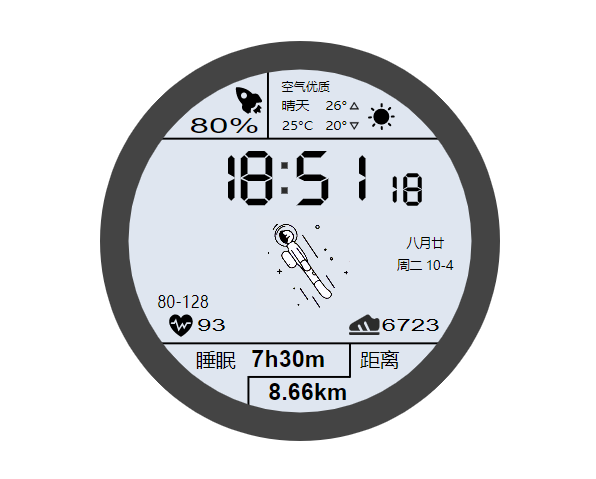 空气优质
晴天 26°
80% 25°C 20°
18:51 18
八月廿
周二 10-4
80-128
93 6723
睡眠 7h30m 距离
8.66km